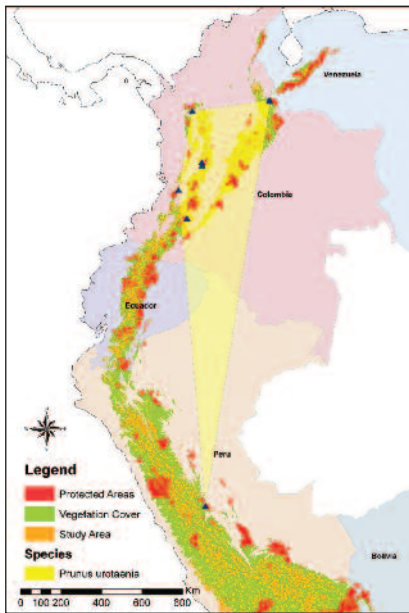 Venezuela
Colombia
Ecuador
Peru
Bolivia
Legend
Protected Areas
Vegetation Cover
Study Area
Species
Prunus urotaenia
0 100 200 400 600 800
Km